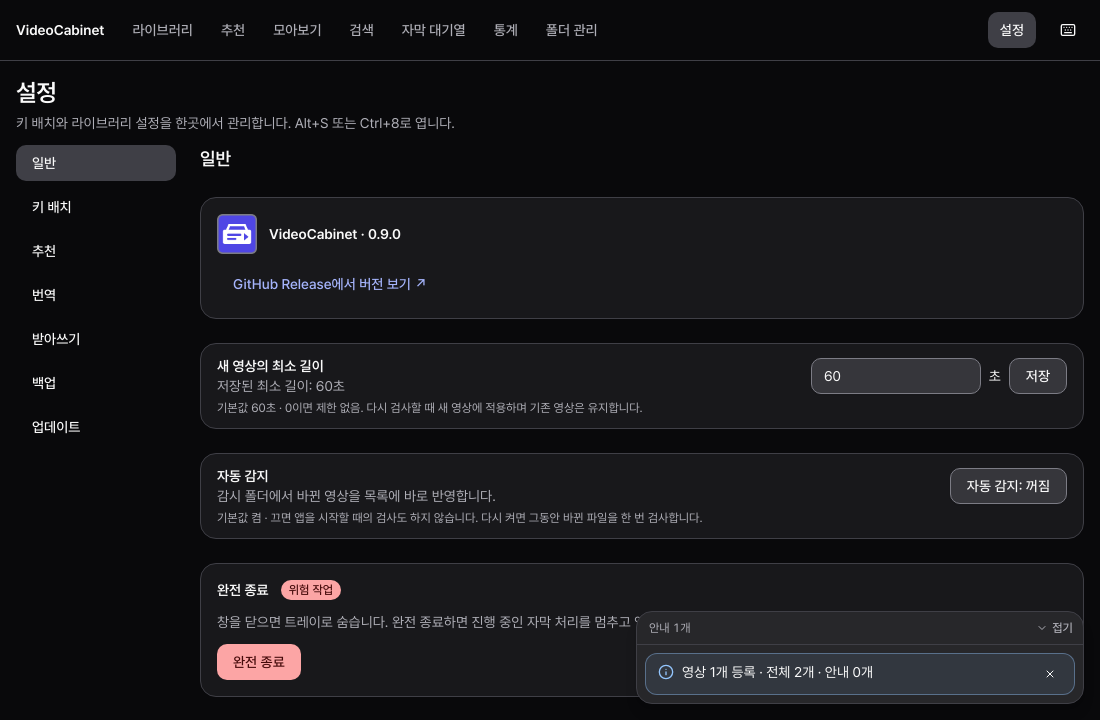 VideoCabinet 라이브러리 추천 모아보기 검색 자막 대기열 통계 폴더 관리 설정
설정
키 배치와 라이브러리 설정을 한곳에서 관리합니다. Alt+S 또는 Ctrl+8로 엽니다.
일반
키 배치
추천
번역
받아쓰기
백업
업데이트
일반
VideoCabinet · 0.9.0
GitHub Release에서 버전 보기 ↗
새 영상의 최소 길이
저장된 최소 길이: 60초
기본값 60초 · 0이면 제한 없음. 다시 검사할 때 새 영상에 적용하며 기존 영상은 유지합니다.
60 초 저장
자동 감지
감시 폴더에서 바뀐 영상을 목록에 바로 반영합니다.
기본값 켬 · 끄면 앱을 시작할 때의 검사도 하지 않습니다. 다시 켜면 그동안 바뀐 파일을 한 번 검사합니다.
자동 감지: 꺼짐
완전 종료 위험 작업
창을 닫으면 트레이로 숨습니다. 완전 종료하면 진행 중인 자막 처리를 멈추고
완전 종료
안내 1개 접기
영상 1개 등록 · 전체 2개 · 안내 0개